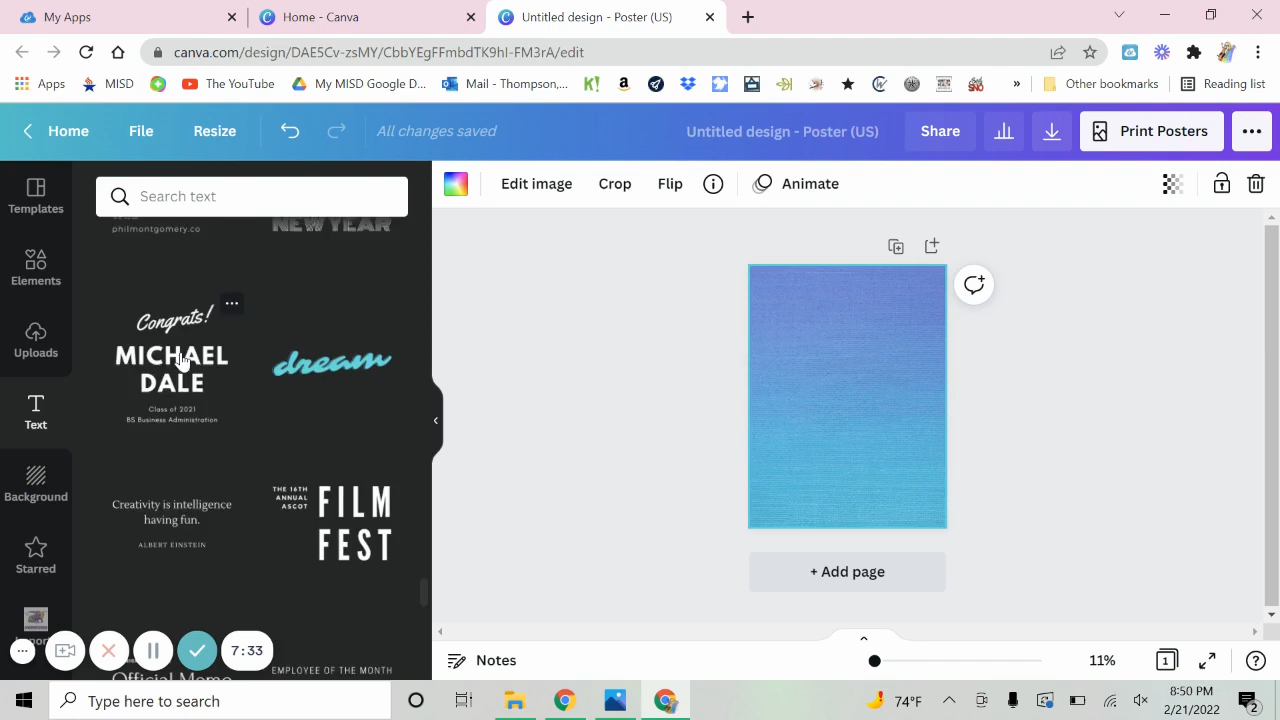 Home
Untitled design - Poster (US)
canva.com/design/DAE5Cv-zsMY/CbbYEgFFmbdTK9hI-FM3rA/edit
Apps
MISD
The YouTube
My MISD Google D...
Mail - Thompson,...
K!
a
»
Other bookmarks
Reading list
Home
File
Resize
All changes saved
Untitled design - Poster (US)
Share
Print Posters
Templates
Elements
Uploads
Text
Background
Starred
Search text
philmontgomery.co
NEW YEAR
Congrats!
MICHAEL
DALE
Class of 2021
BS Business Administration
dream
Creativity is intelligence
having fun.
ALBERT EINSTEIN
THE 16TH
ANNUAL
ASCOT
FILM
FEST
Official Memo
EMPLOYEE OF THE MONTH
Edit image
Crop
Flip
Animate
+ Add page
7:33
Notes
11%
1
Type here to search
74°F
8:50 PM
2/21/2022
2